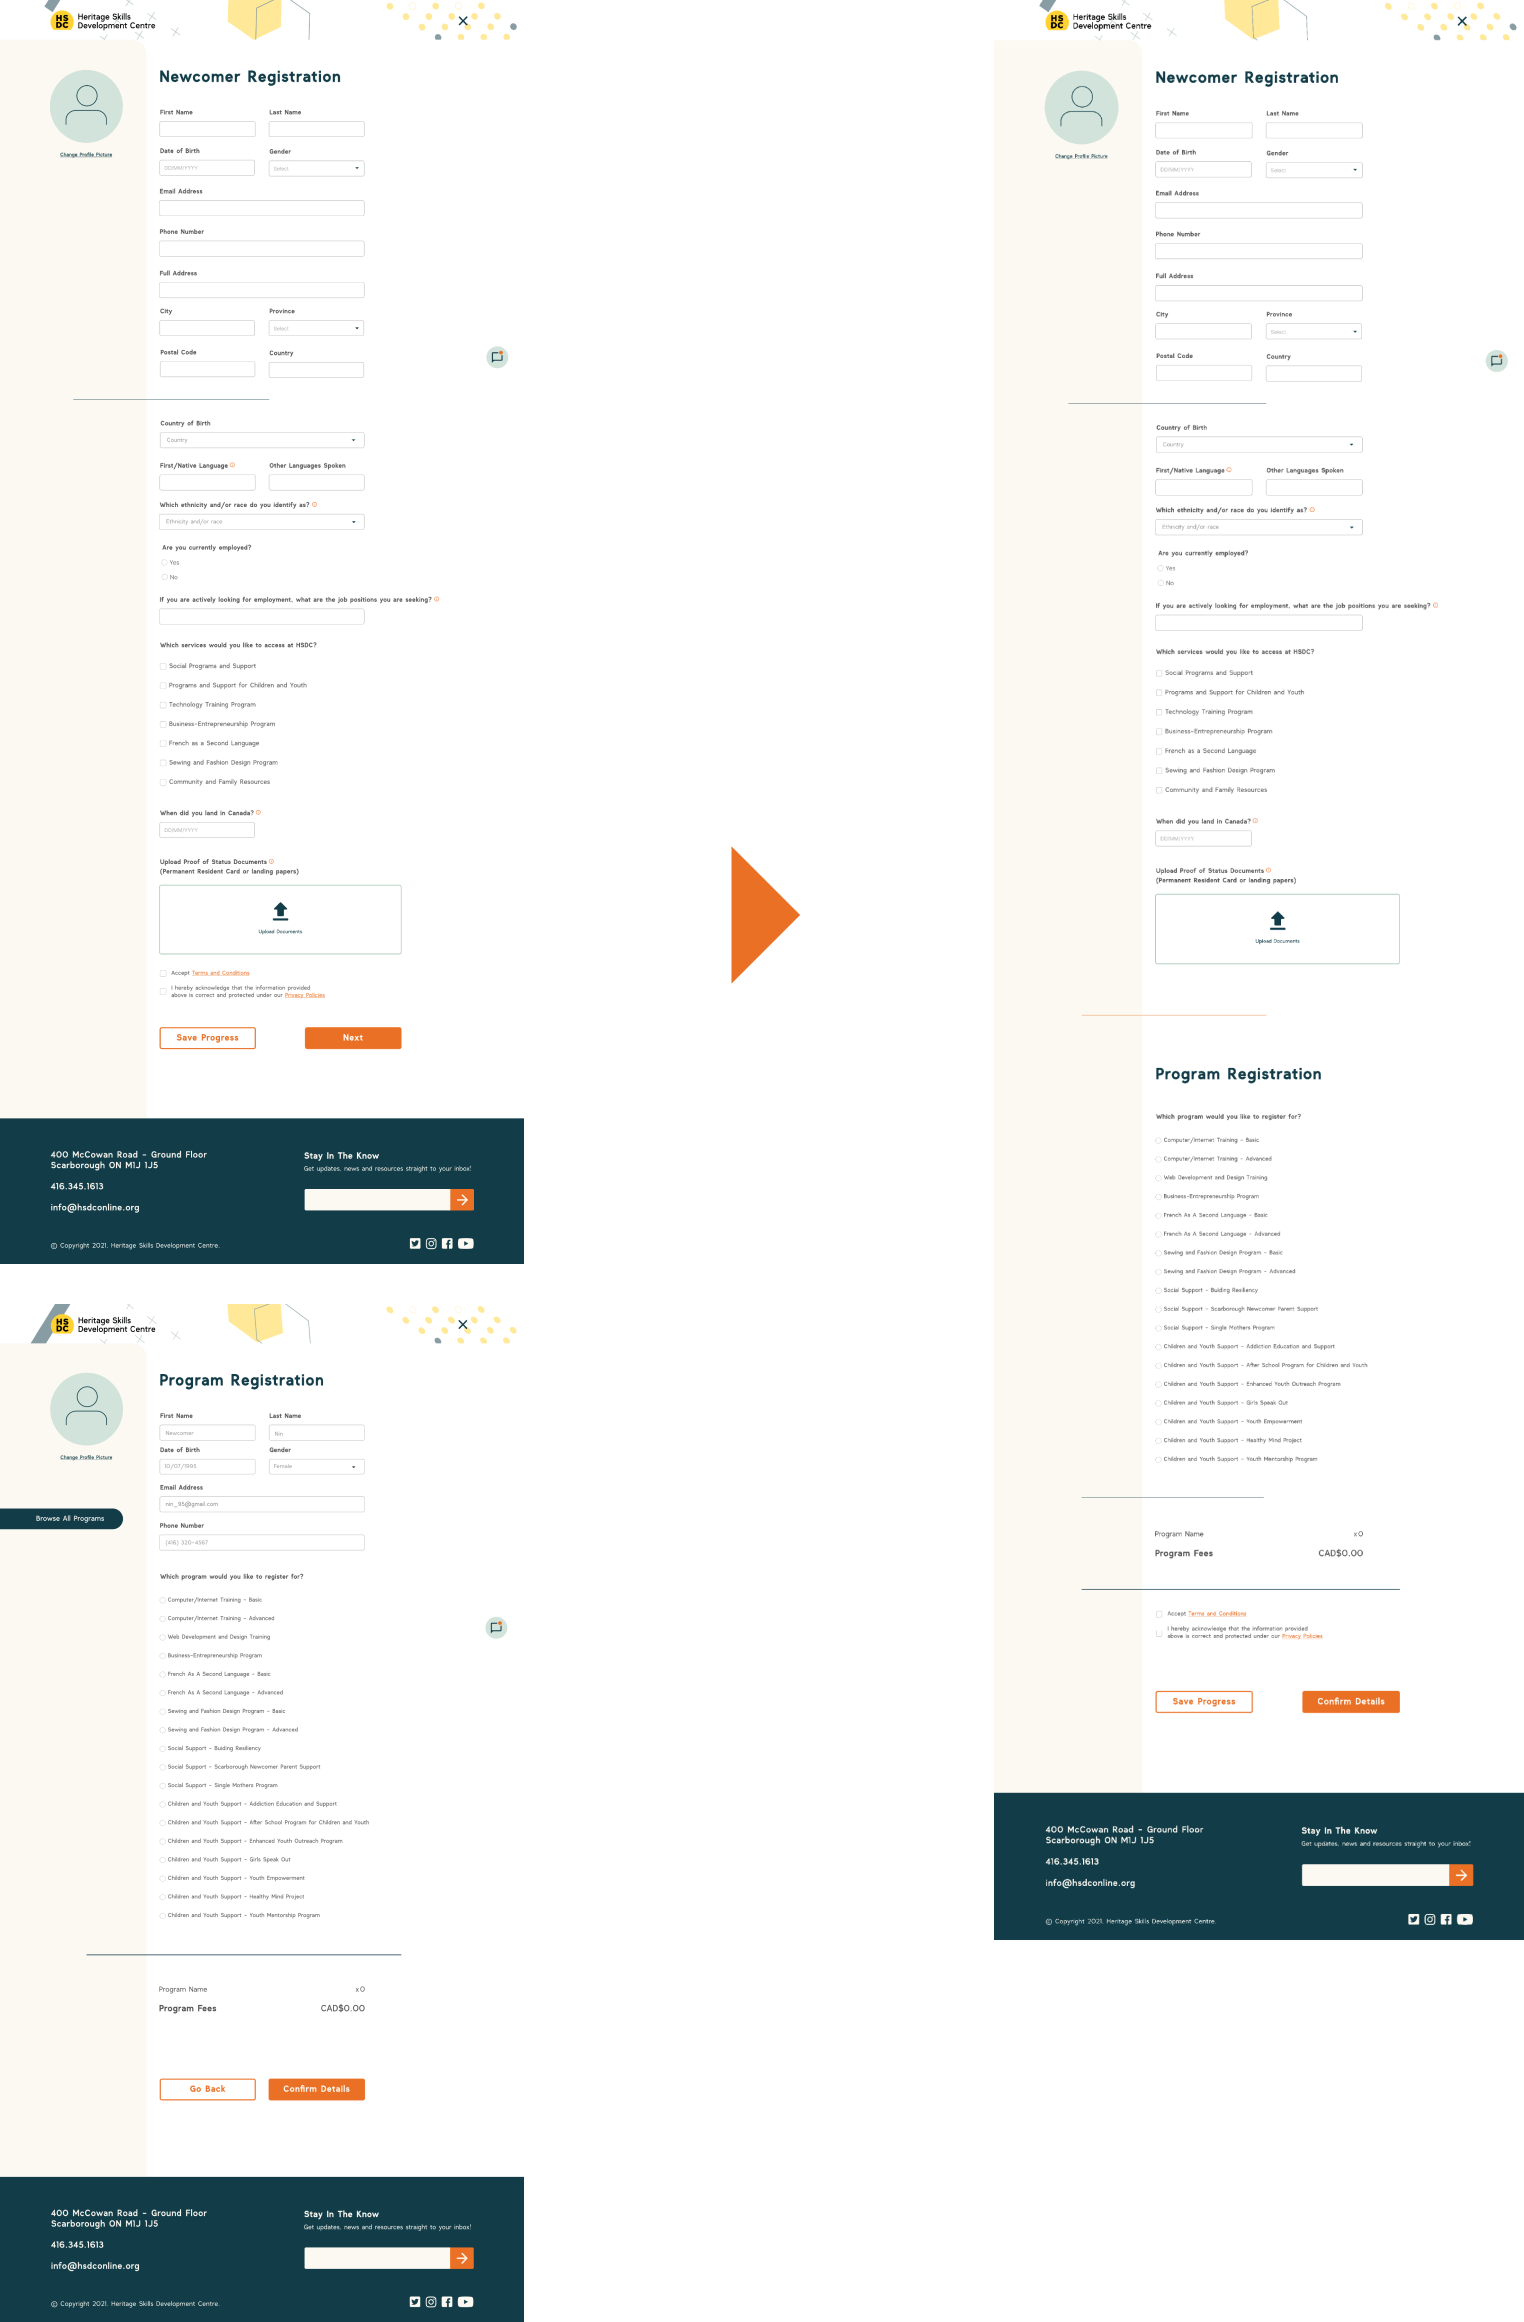 HS
DC
Heritage Skills
Development Centre
Newcomer Registration
Change Profile Picture
First Name
Last Name
Date of Birth
Gender
DD/MM/YYYY
Select
Email Address
Phone Number
Full Address
City
Province
Select
Postal Code
Country
Country of Birth
Country
First/Native Language
Other Languages Spoken
Which ethnicity and/or race do you identify as?
Ethnicity and/or race
Are you currently employed?
Yes
No
If you are actively looking for employment, what are the job positions you are seeking?
Which services would you like to access at HSDC?
Social Programs and Support
Programs and Support for Children and Youth
Technology Training Program
Business-Entrepreneurship Program
French as a Second Language
Sewing and Fashion Design Program
Community and Family Resources
When did you land in Canada?
DD/MM/YYYY
Upload Proof of Status Documents
(Permanent Resident Card or landing papers)
Upload Documents
Accept Terms and Conditions
I hereby acknowledge that the information provided
above is correct and protected under our Privacy Policies
Save Progress
Next
400 McCowan Road - Ground Floor
Scarborough ON M1J 1J5
416.345.1613
info@hsdconline.org
Stay In The Know
Get updates, news and resources straight to your inbox!
© Copyright 2021. Heritage Skills Development Centre.
HS
DC
Heritage Skills
Development Centre
Program Registration
Change Profile Picture
Browse All Programs
First Name
Last Name
Newcomer
Nin
Date of Birth
Gender
10/07/1995
Female
Email Address
nin_95@gmail.com
Phone Number
(416) 320-4567
Which program would you like to register for?
Computer/Internet Training - Basic
Computer/Internet Training - Advanced
Web Development and Design Training
Business-Entrepreneurship Program
French As A Second Language - Basic
French As A Second Language - Advanced
Sewing and Fashion Design Program - Basic
Sewing and Fashion Design Program - Advanced
Social Support - Buiding Resiliency
Social Support - Scarborough Newcomer Parent Support
Social Support - Single Mothers Program
Children and Youth Support - Addiction Education and Support
Children and Youth Support - After School Program for Children and Youth
Children and Youth Support - Enhanced Youth Outreach Program
Children and Youth Support - Girls Speak Out
Children and Youth Support - Youth Empowerment
Children and Youth Support - Healthy Mind Project
Children and Youth Support - Youth Mentorship Program
Program Name
x0
Program Fees
CAD$0.00
Go Back
Confirm Details
400 McCowan Road - Ground Floor
Scarborough ON M1J 1J5
416.345.1613
info@hsdconline.org
Stay In The Know
Get updates, news and resources straight to your inbox!
© Copyright 2021. Heritage Skills Development Centre.
HS
DC
Heritage Skills
Development Centre
Newcomer Registration
Change Profile Picture
First Name
Last Name
Date of Birth
Gender
DD/MM/YYYY
Select
Email Address
Phone Number
Full Address
City
Province
Select
Postal Code
Country
Country of Birth
Country
First/Native Language
Other Languages Spoken
Which ethnicity and/or race do you identify as?
Ethnicity and/or race
Are you currently employed?
Yes
No
If you are actively looking for employment, what are the job positions you are seeking?
Which services would you like to access at HSDC?
Social Programs and Support
Programs and Support for Children and Youth
Technology Training Program
Business-Entrepreneurship Program
French as a Second Language
Sewing and Fashion Design Program
Community and Family Resources
When did you land in Canada?
DD/MM/YYYY
Upload Proof of Status Documents
(Permanent Resident Card or landing papers)
Upload Documents
Program Registration
Which program would you like to register for?
Computer/Internet Training - Basic
Computer/Internet Training - Advanced
Web Development and Design Training
Business-Entrepreneurship Program
French As A Second Language - Basic
French As A Second Language - Advanced
Sewing and Fashion Design Program - Basic
Sewing and Fashion Design Program - Advanced
Social Support - Buiding Resiliency
Social Support - Scarborough Newcomer Parent Support
Social Support - Single Mothers Program
Children and Youth Support - Addiction Education and Support
Children and Youth Support - After School Program for Children and Youth
Children and Youth Support - Enhanced Youth Outreach Program
Children and Youth Support - Girls Speak Out
Children and Youth Support - Youth Empowerment
Children and Youth Support - Healthy Mind Project
Children and Youth Support - Youth Mentorship Program
Program Name
x0
Program Fees
CAD$0.00
Accept Terms and Conditions
I hereby acknowledge that the information provided
above is correct and protected under our Privacy Policies
Save Progress
Confirm Details
400 McCowan Road - Ground Floor
Scarborough ON M1J 1J5
416.345.1613
info@hsdconline.org
Stay In The Know
Get updates, news and resources straight to your inbox!
© Copyright 2021. Heritage Skills Development Centre.